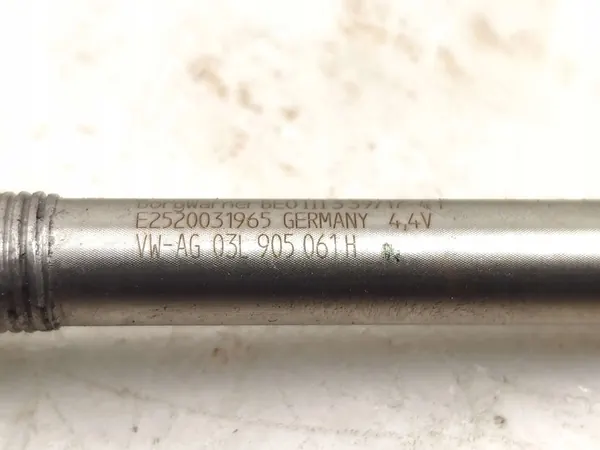 BorgWarner
E2520031965 GERMANY 4,4V
VW-AG 03L 905 061 H